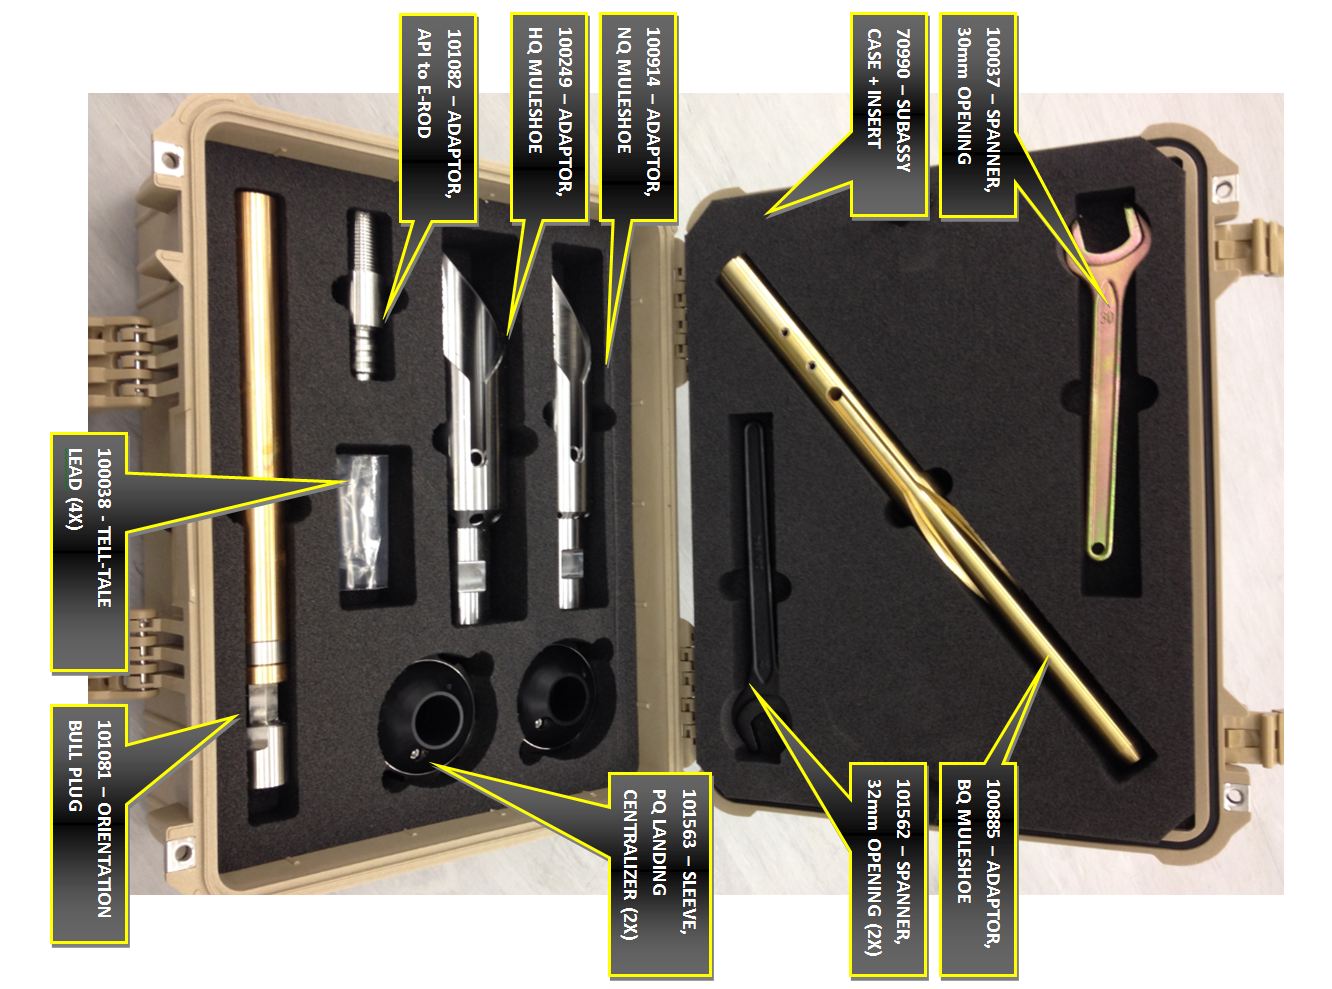 100037 – SPANNER,
30mm OPENING
100885 – ADAPTOR,
BQ MULESHOE
70990 – SUBASSY
CASE + INSERT
101562 – SPANNER,
32mm OPENING (2X)
100914 – ADAPTOR,
NQ MULESHOE
101563 – SLEEVE,
PQ LANDING
CENTRALIZER (2X)
100249 – ADAPTOR,
HQ MULESHOE
101082 – ADAPTOR,
API to E-ROD
100038 - TELL-TALE
LEAD (4X)
101081 – ORIENTATION
BULL PLUG
30